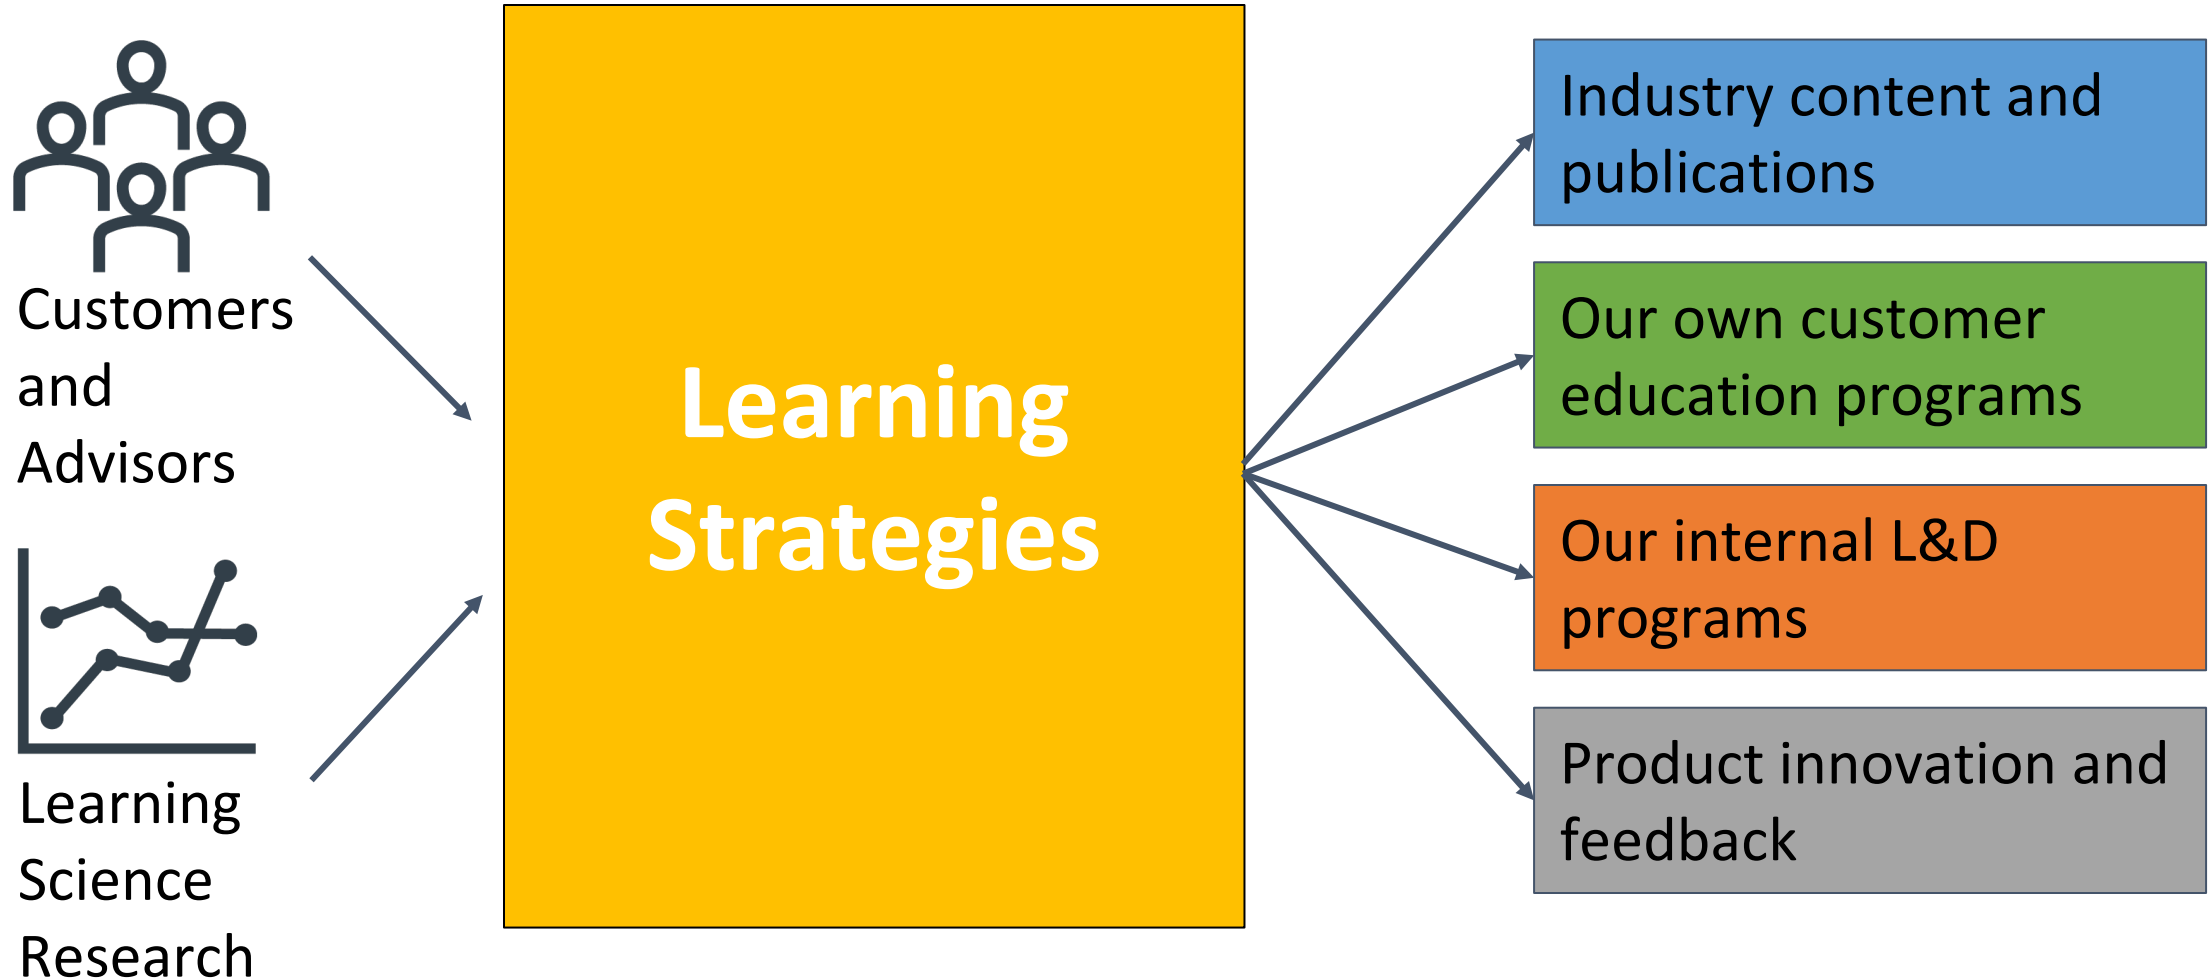 Customers
and
Advisors
Learning
Science
Research
Learning
Strategies
Industry content and
publications
Our own customer
education programs
Our internal L&D
programs
Product innovation and
feedback